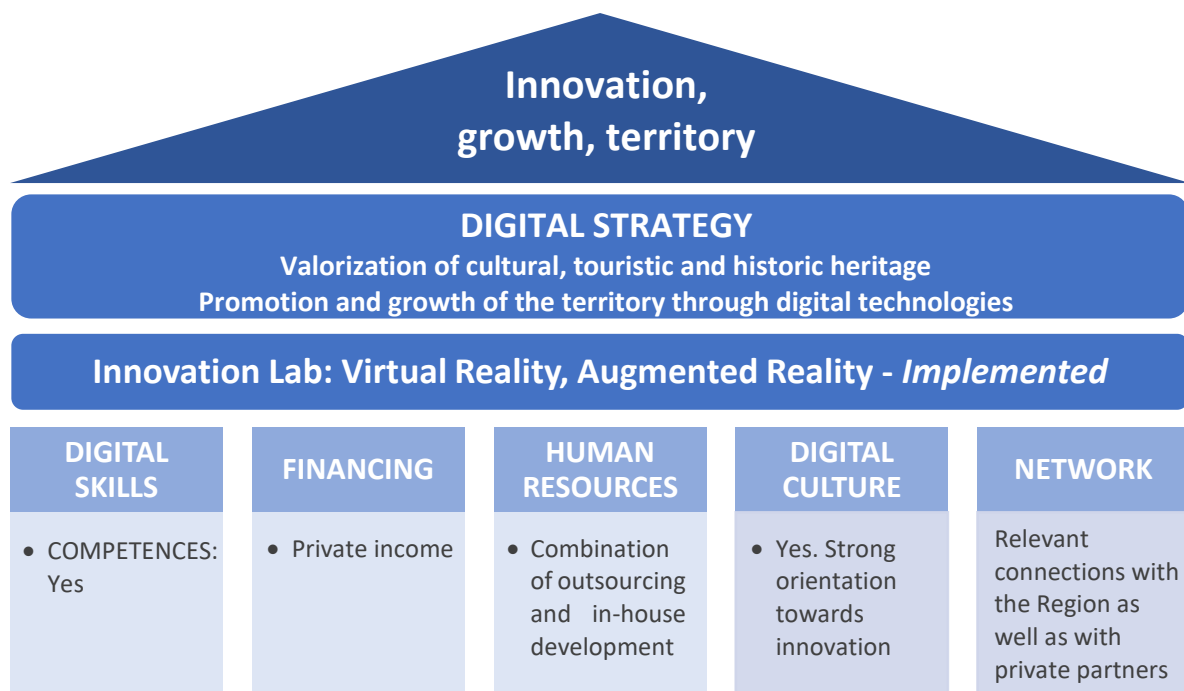 Innovation,
growth, territory
DIGITAL STRATEGY
Valorization of cultural, touristic and historic heritage
Promotion and growth of the territory through digital technologies
Innovation Lab: Virtual Reality, Augmented Reality - Implemented
DIGITAL
SKILLS
• COMPETENCES:
Yes
FINANCING
• Private income
HUMAN
RESOURCES
• Combination
of outsourcing
and in-house
development
DIGITAL
CULTURE
• Yes. Strong
orientation
towards
innovation
NETWORK
Relevant
connections with
the Region as
well as with
private partners